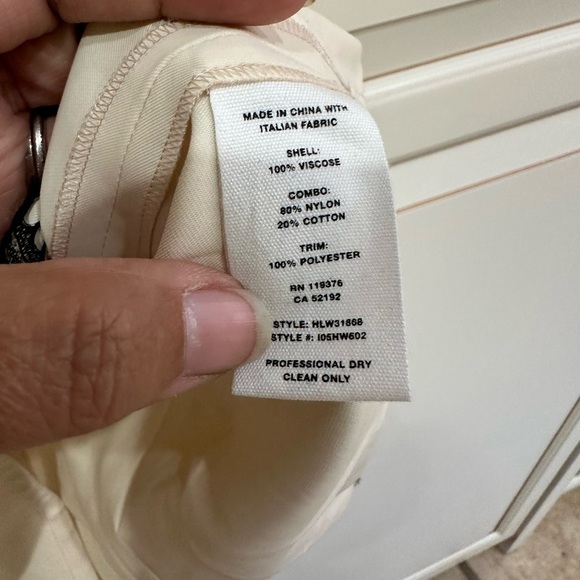 MADE IN CHINA WITH
ITALIAN FABRIC
SHELL:
100% VISCOSE
COMBO:
80% NYLON
20% COTTON
TRIM:
100% POLYESTER
RN 119376
CA 52192
STYLE: HLW31668
STYLE #: I05HW602
PROFESSIONAL DRY
CLEAN ONLY